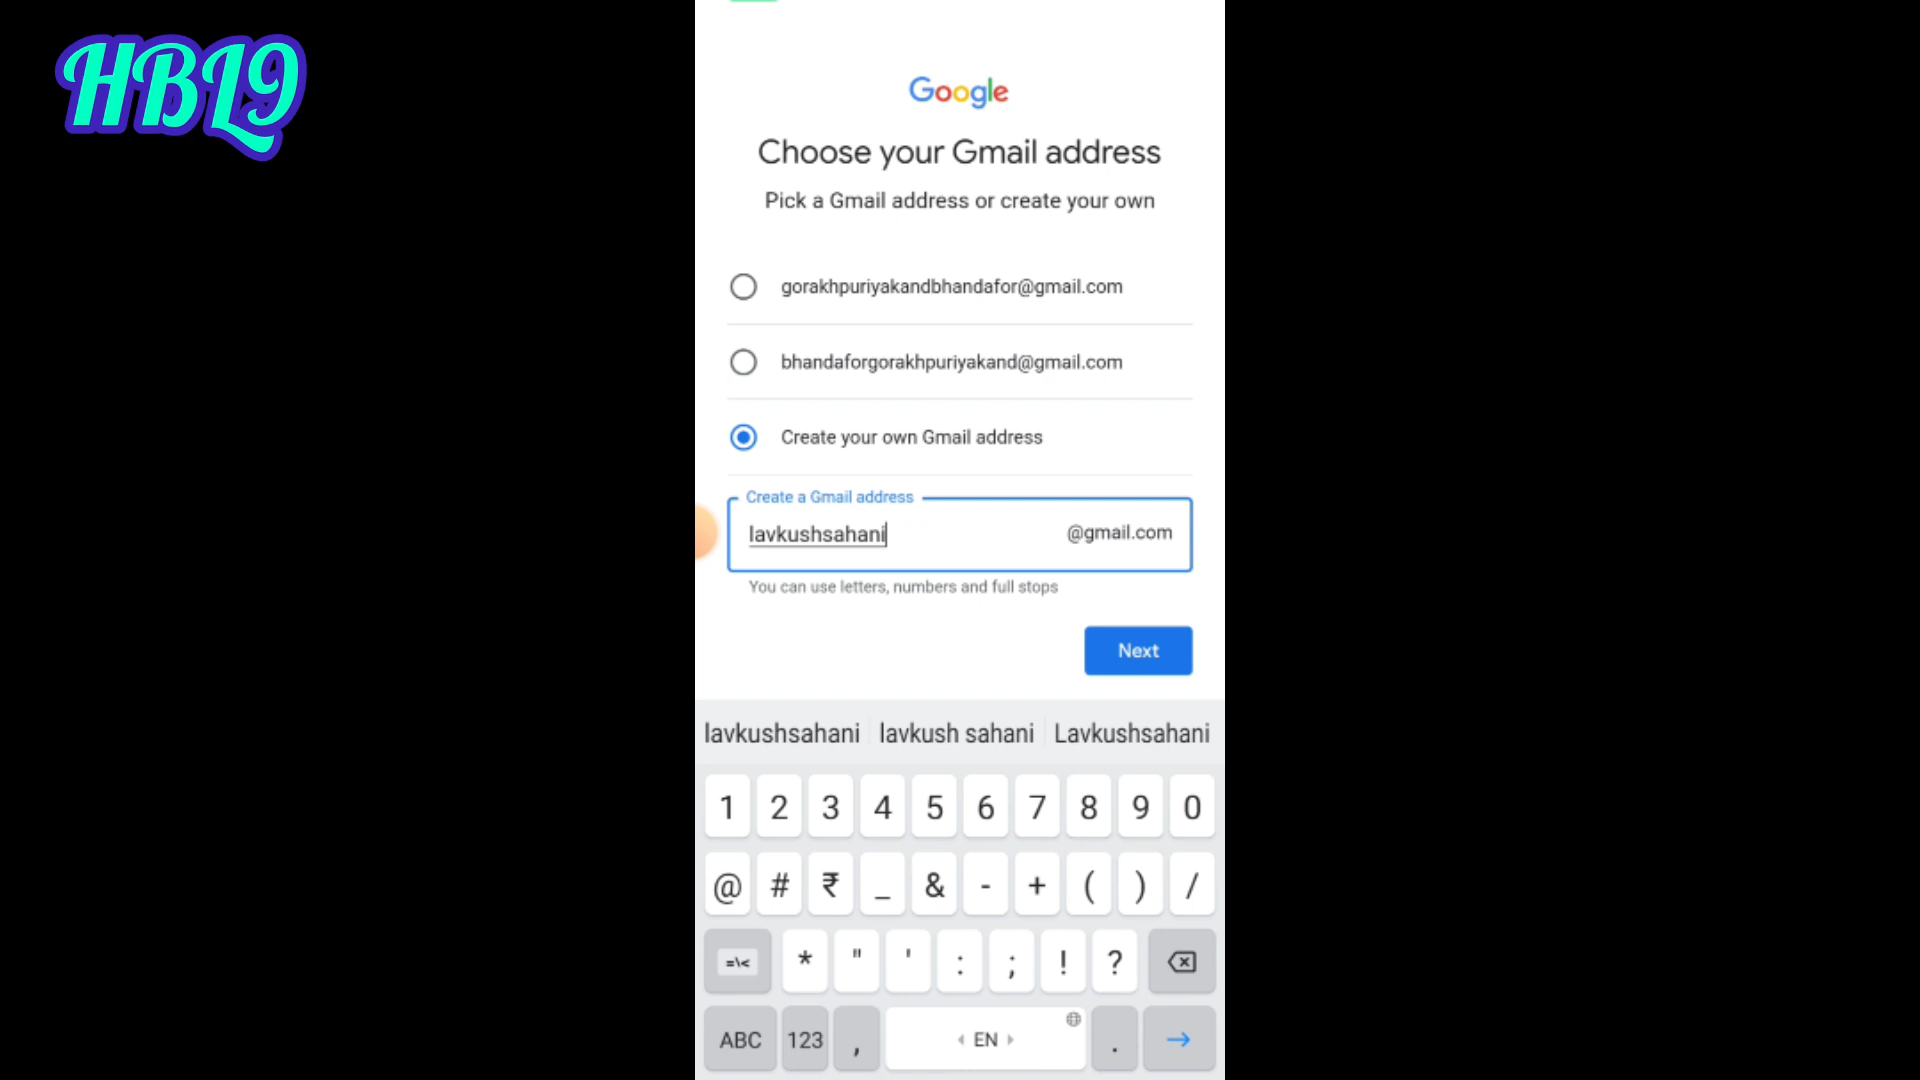 HBL9
Google
Choose your Gmail address
Pick a Gmail address or create your own
gorakhpuriyakandbhandafor@gmail.com
bhandaforgorakhpuriyakand@gmail.com
Create your own Gmail address
Create a Gmail address
lavkushsahani @gmail.com
You can use letters, numbers and full stops
Next
lavkushsahani lavkush sahani Lavkushsahani
1 2 3 4 5 6 7 8 9 0
@ # ₹ _ & - + ( ) /
=\< * " ' : ; ! ?
ABC 123 , EN .